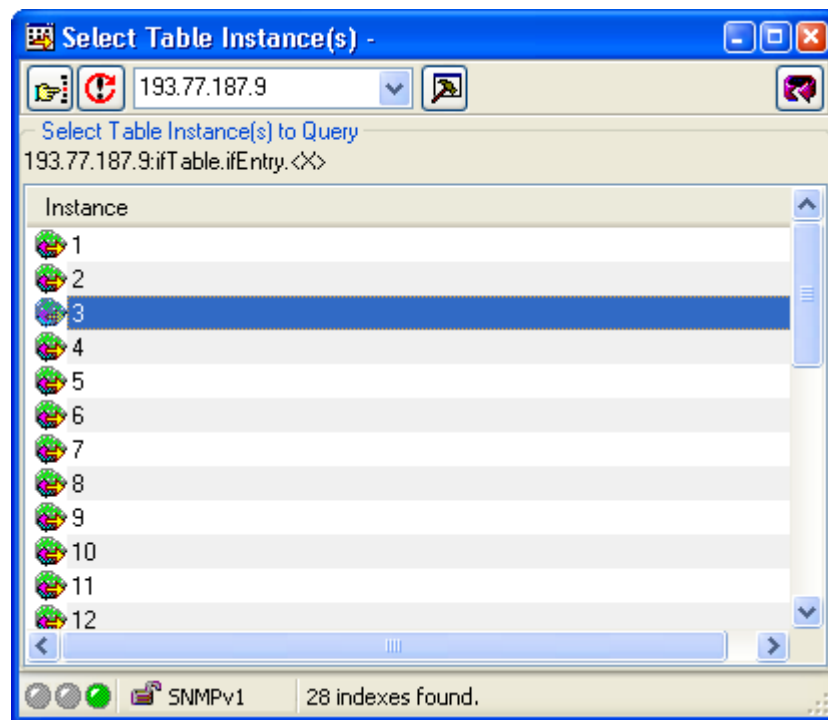 Select Table Instance(s) -
193.77.187.9
Select Table Instance(s) to Query
193.77.187.9:ifTable.ifEntry.<X>
Instance
1
2
3
4
5
6
7
8
9
10
11
12
SNMPv1 28 indexes found.